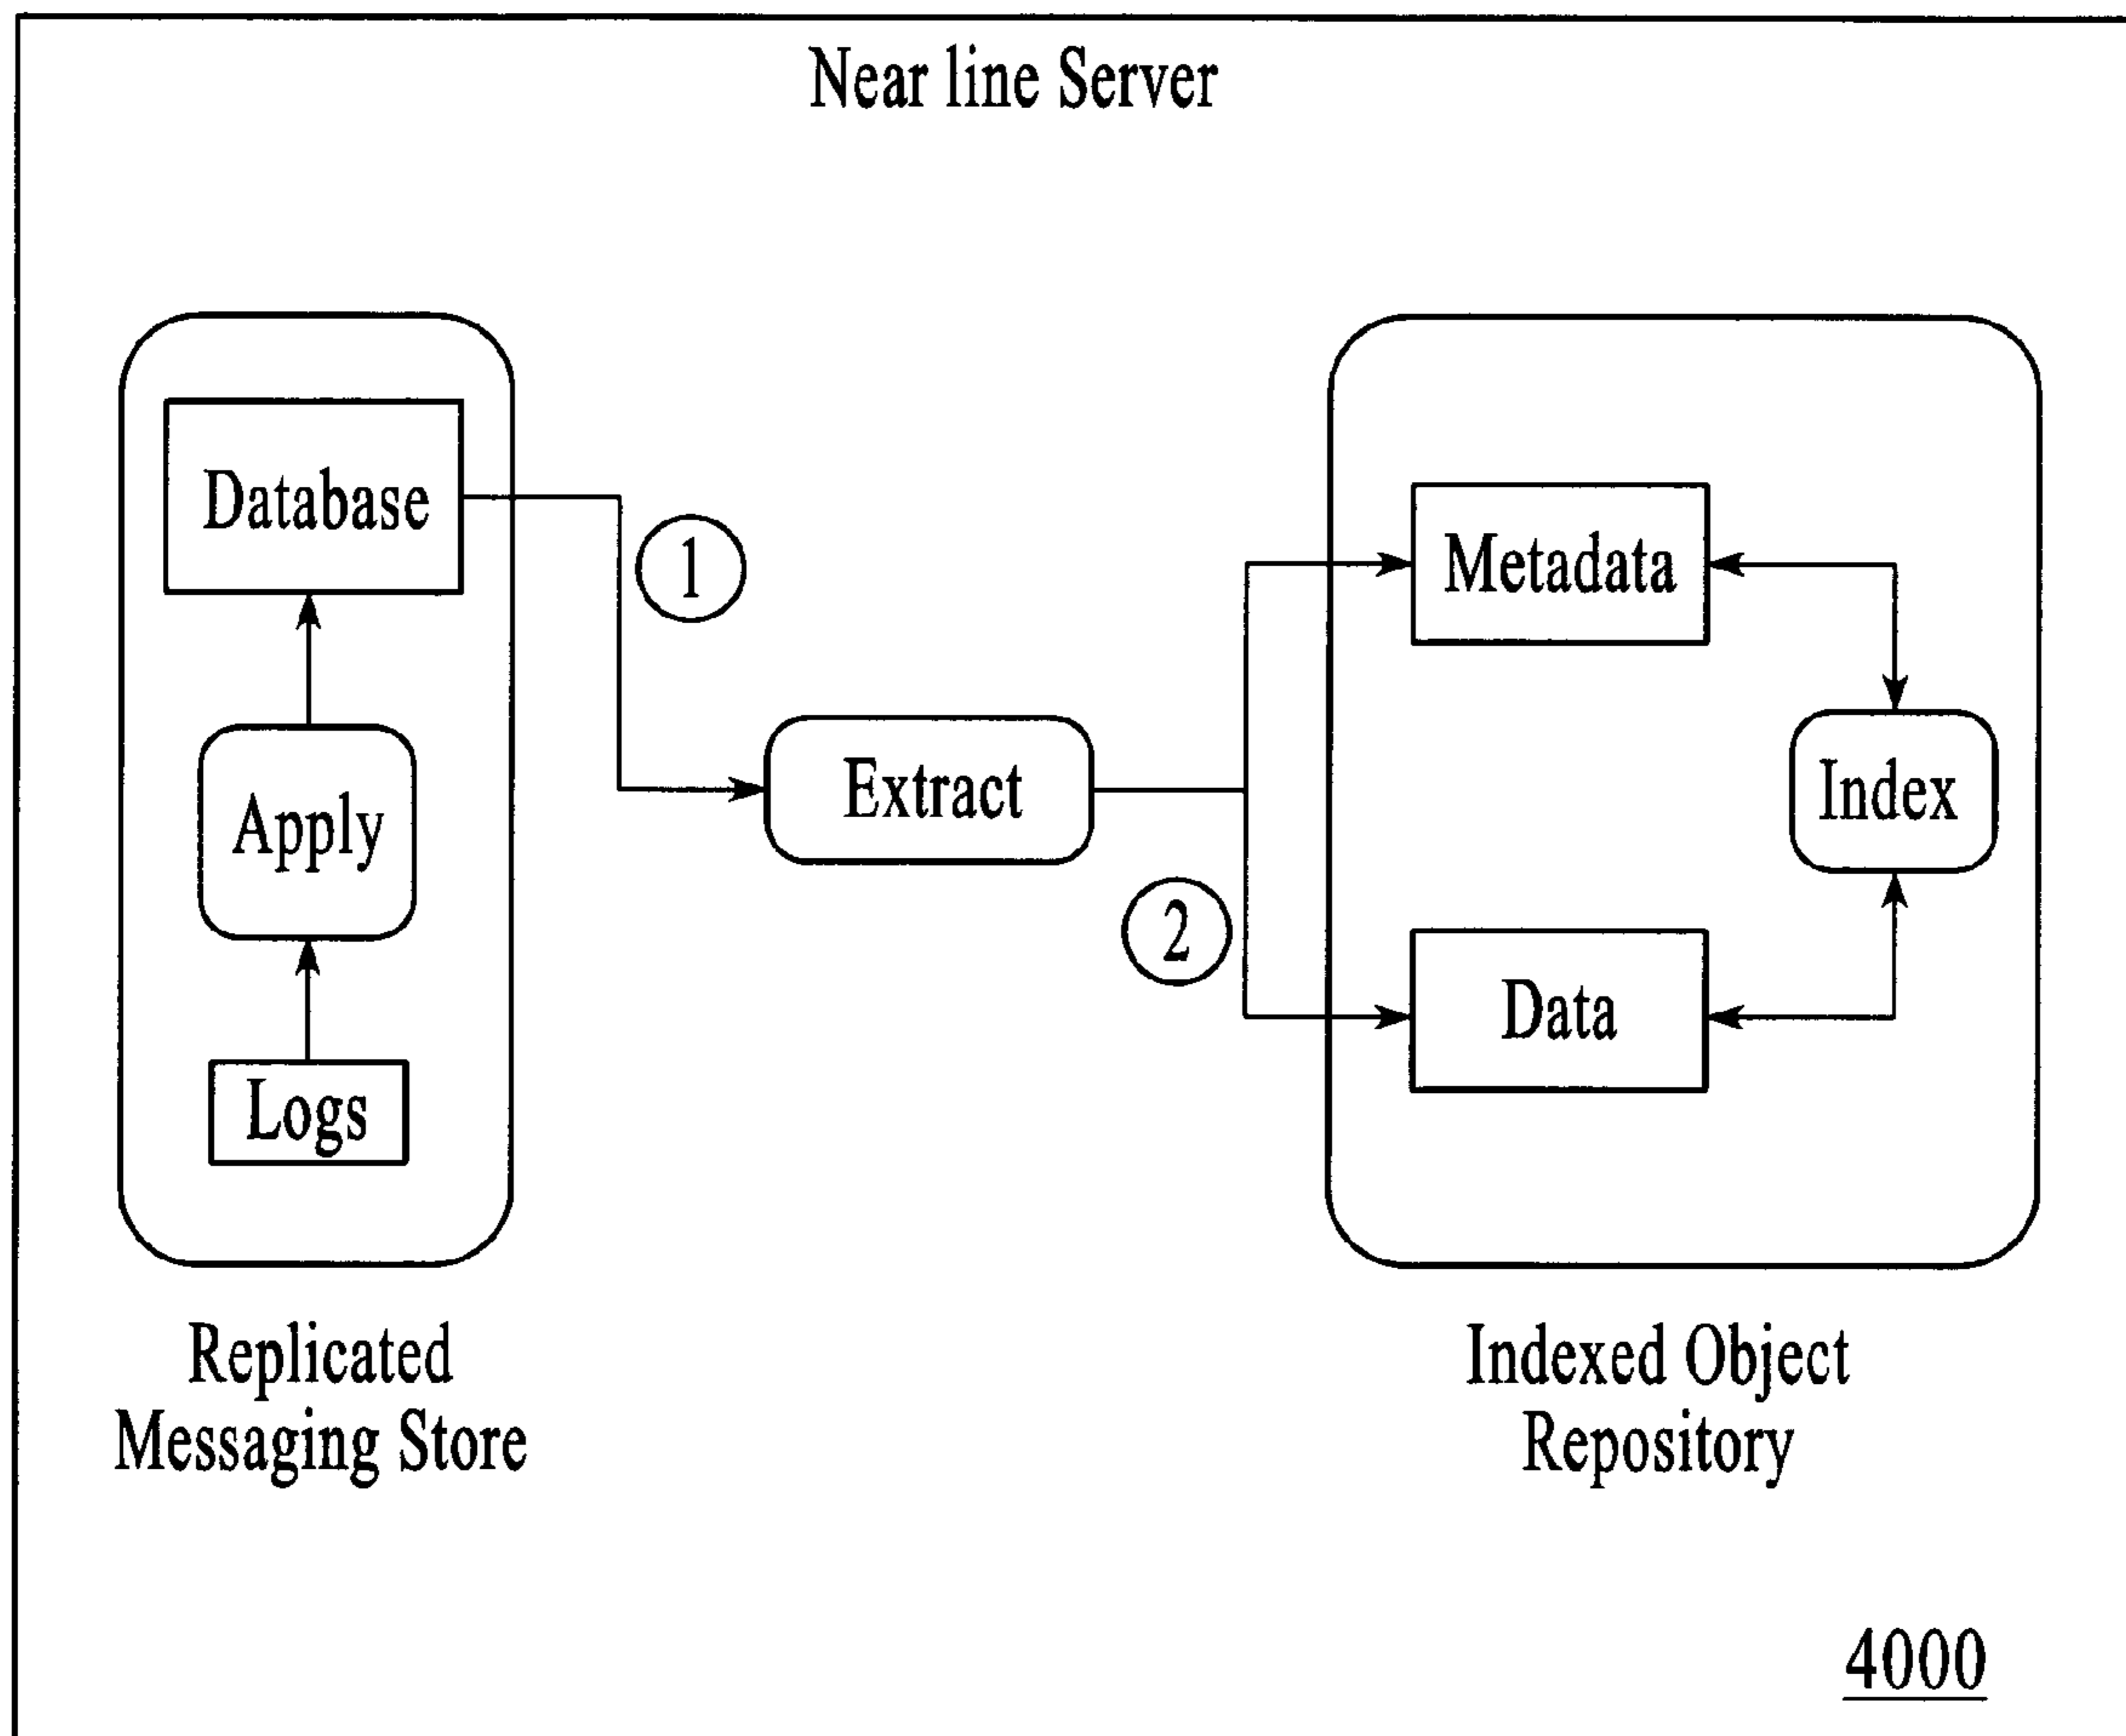 Near line Server
Database
1
Metadata
Extract
Index
Apply
2
Data
Logs
Replicated
Messaging Store
Indexed Object
Repository
4000